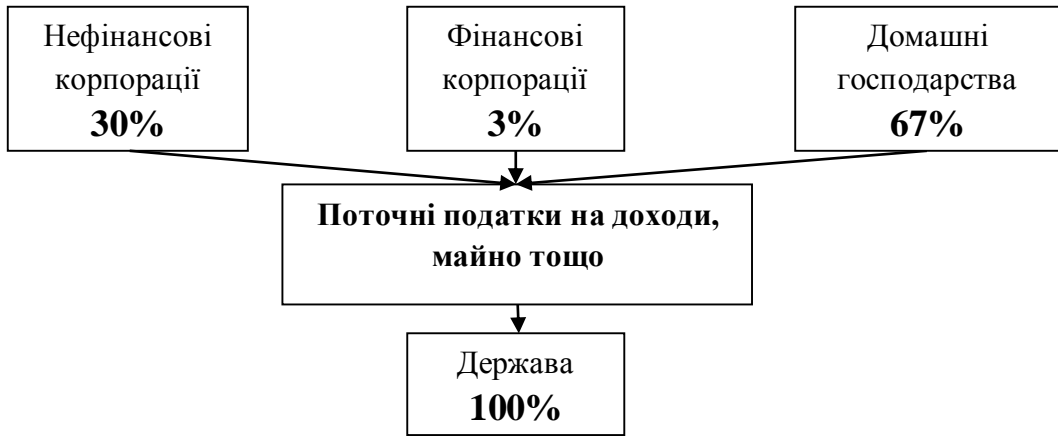 Нефінансові
корпорації
30%
Фінансові
корпорації
3%
Домашні
господарства
67%
Поточні податки на доходи,
майно тощо
Держава
100%